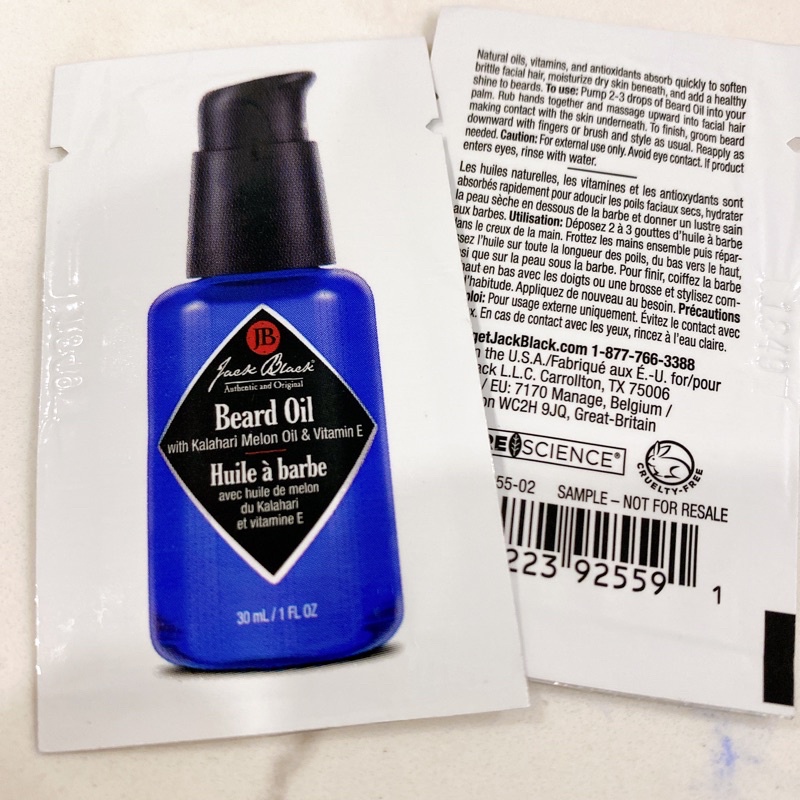 JB
Jack Black®
Authentic and Original
Beard Oil
with Kalahari Melon Oil & Vitamin E
Huile à barbe
avec huile de melon
du Kalahari
et vitamine E
30 mL / 1 FL OZ
Natural oils, vitamins, and antioxidants absorb quickly to soften
brittle facial hair, moisturize dry skin beneath, and add a healthy
shine to beards. To use: Pump 2-3 drops of Beard Oil into your
palm. Rub hands together and massage upward into facial hair
making contact with the skin underneath. To finish, groom beard
downward with fingers or brush and style as usual. Reapply as
needed. Caution: For external use only. Avoid eye contact. If product
enters eyes, rinse with water.
Les huiles naturelles, les vitamines et les antioxydants sont
absorbés rapidement pour adoucir les poils faciaux secs, hydrater
la peau sèche en dessous de la barbe et donner un lustre sain
aux barbes. Utilisation: Déposez 2 à 3 gouttes d'huile à barbe
dans le creux de la main. Frottez les mains ensemble puis répar-
sez l'huile sur toute la longueur des poils, du bas vers le haut,
si que sur la peau sous la barbe. Pour finir, coiffez la barbe
haut en bas avec les doigts ou une brosse et stylisez com-
d'habitude. Appliquez de nouveau au besoin. Précautions
ploi: Pour usage externe uniquement. Évitez le contact avec
x. En cas de contact avec les yeux, rincez à l'eau claire.
getJackBlack.com 1-877-766-3388
n the U.S.A./Fabriqué aux É.-U. for/pour
ack L.L.C. Carrollton, TX 75006
/ EU: 7170 Manage, Belgium /
on WC2H 9JQ, Great-Britain
RE SCIENCE®
CRUELTY-FREE
55-02 SAMPLE – NOT FOR RESALE
223 92559 1